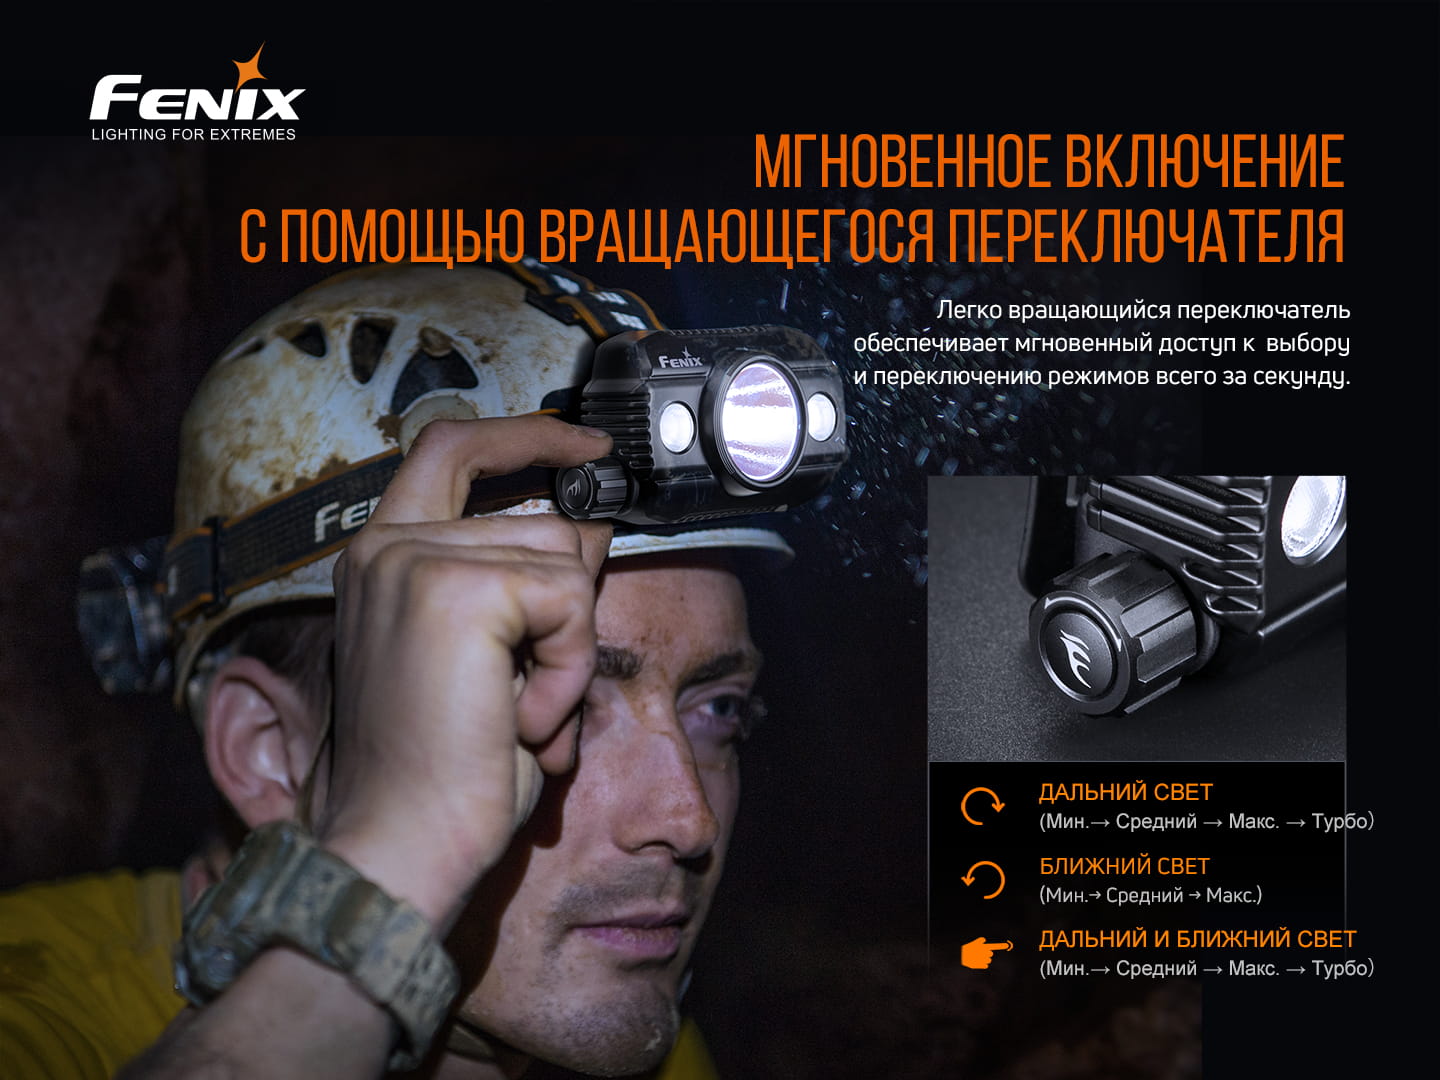 FENIX
LIGHTING FOR EXTREMES
МГНОВЕННОЕ ВКЛЮЧЕНИЕ
С ПОМОЩЬЮ ВРАЩАЮЩЕГОСЯ ПЕРЕКЛЮЧАТЕЛЯ
Легко вращающийся переключатель
обеспечивает мгновенный доступ к выбору
и переключению режимов всего за секунду.
FENIX
FE
ДАЛЬНИЙ СВЕТ
(Мин.→ Средний → Макс. → Турбо)
БЛИЖНИЙ СВЕТ
(Мин.→ Средний → Макс.)
ДАЛЬНИЙ И БЛИЖНИЙ СВЕТ
(Мин.→ Средний → Макс. → Турбо)